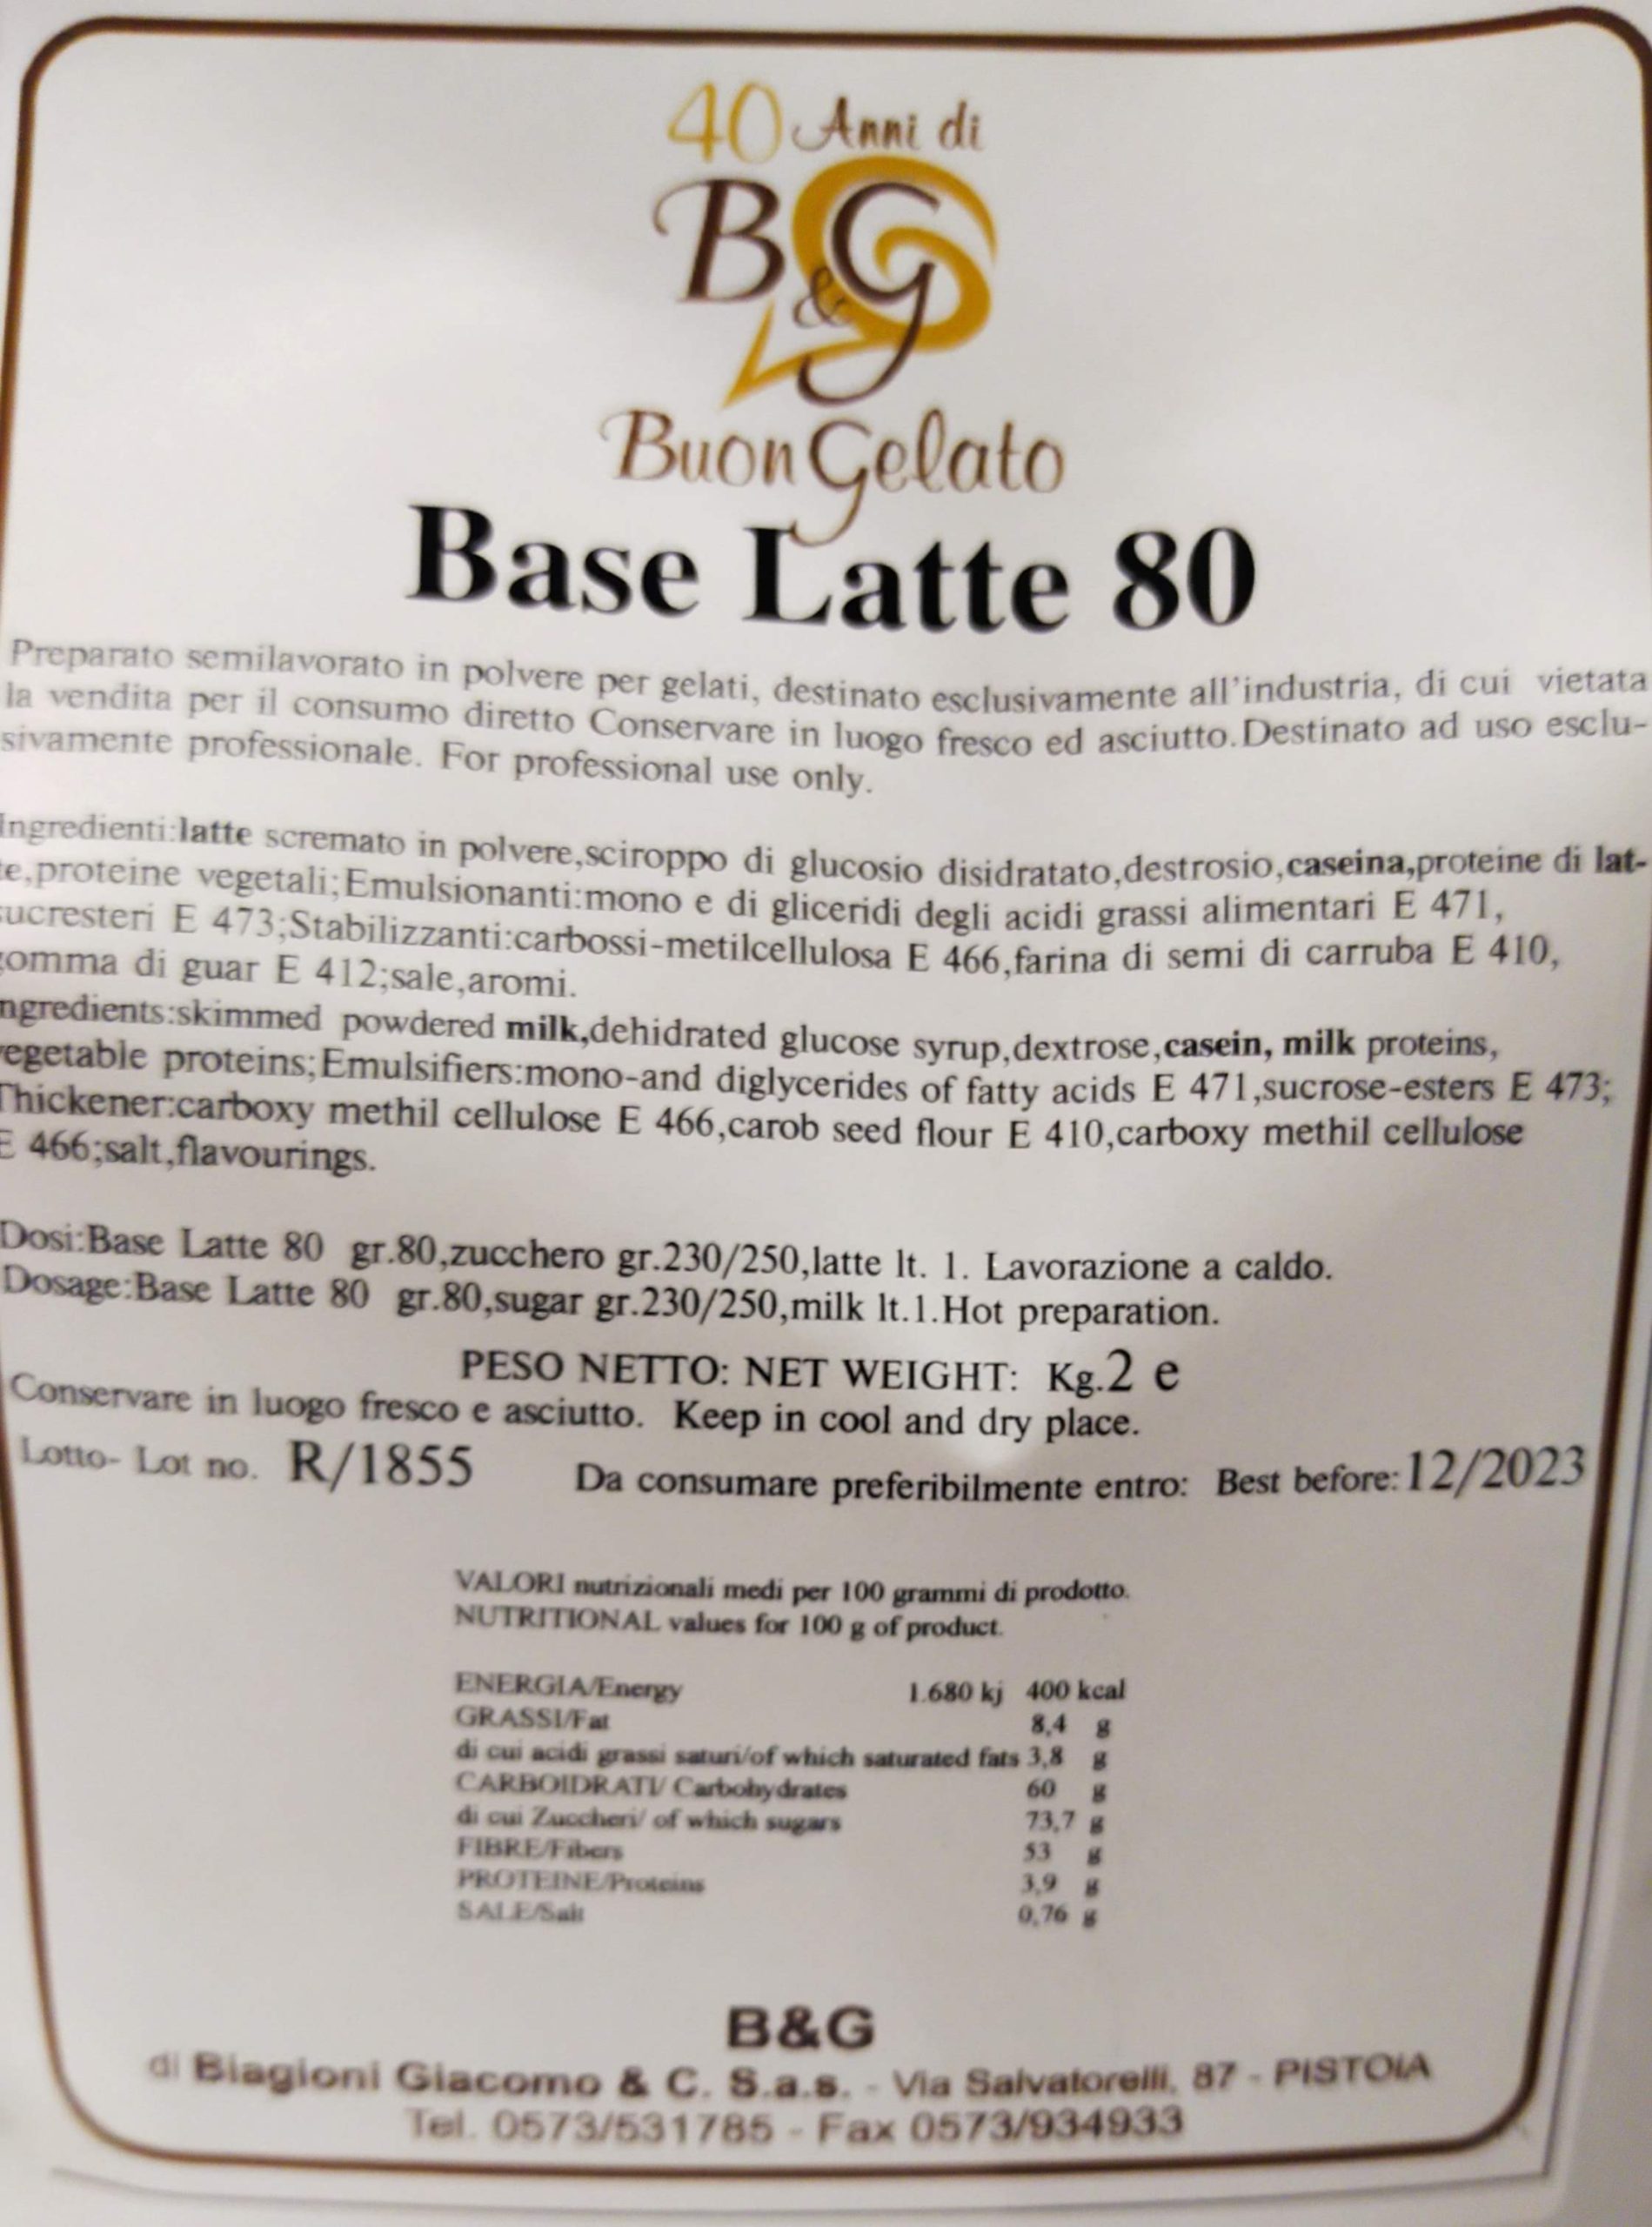 40 Anni di
B&G
Buon Gelato
Base Latte 80
Preparato semilavorato in polvere per gelati, destinato esclusivamente all'industria, di cui vietata
la vendita per il consumo diretto Conservare in luogo fresco ed asciutto.Destinato ad uso esclu-
sivamente professionale. For professional use only.
Ingredienti:latte scremato in polvere,sciroppo di glucosio disidratato,destrosio,caseina,proteine di lat-
te,proteine vegetali;Emulsionanti:mono e di gliceridi degli acidi grassi alimentari E 471,
sucresteri E 473;Stabilizzanti:carbossi-metilcellulosa E 466,farina di semi di carruba E 410,
gomma di guar E 412;sale,aromi.
ngredients:skimmed powdered milk,dehidrated glucose syrup,dextrose,casein, milk proteins,
vegetable proteins;Emulsifiers:mono-and diglycerides of fatty acids E 471,sucrose-esters E 473;
Thickener:carboxy methil cellulose E 466,carob seed flour E 410,carboxy methil cellulose
E 466;salt,flavourings.
Dosi:Base Latte 80 gr.80,zucchero gr.230/250,latte lt. 1. Lavorazione a caldo.
Dosage:Base Latte 80 gr.80,sugar gr.230/250,milk lt.1.Hot preparation.
PESO NETTO: NET WEIGHT: Kg.2 e
Conservare in luogo fresco e asciutto. Keep in cool and dry place.
Lotto- Lot no. R/1855 Da consumare preferibilmente entro: Best before:12/2023
VALORI nutrizionali medi per 100 grammi di prodotto.
NUTRITIONAL values for 100 g of product.
ENERGIA/Energy 1.680 kj 400 kcal
GRASSI/Fat 8,4 g
di cui acidi grassi saturi/of which saturated fats 3,8 g
CARBOIDRATI/ Carbohydrates 60 g
di cui Zuccheri/ of which sugars 73,7 g
FIBRE/Fibers 53 g
PROTEINE/Proteins 3,9 g
SALE/Salt 0,76 g
B&G
di Biagioni Giacomo & C. S.a.s. - Via Salvatorelli, 87 - PISTOIA
Tel. 0573/531785 - Fax 0573/934933